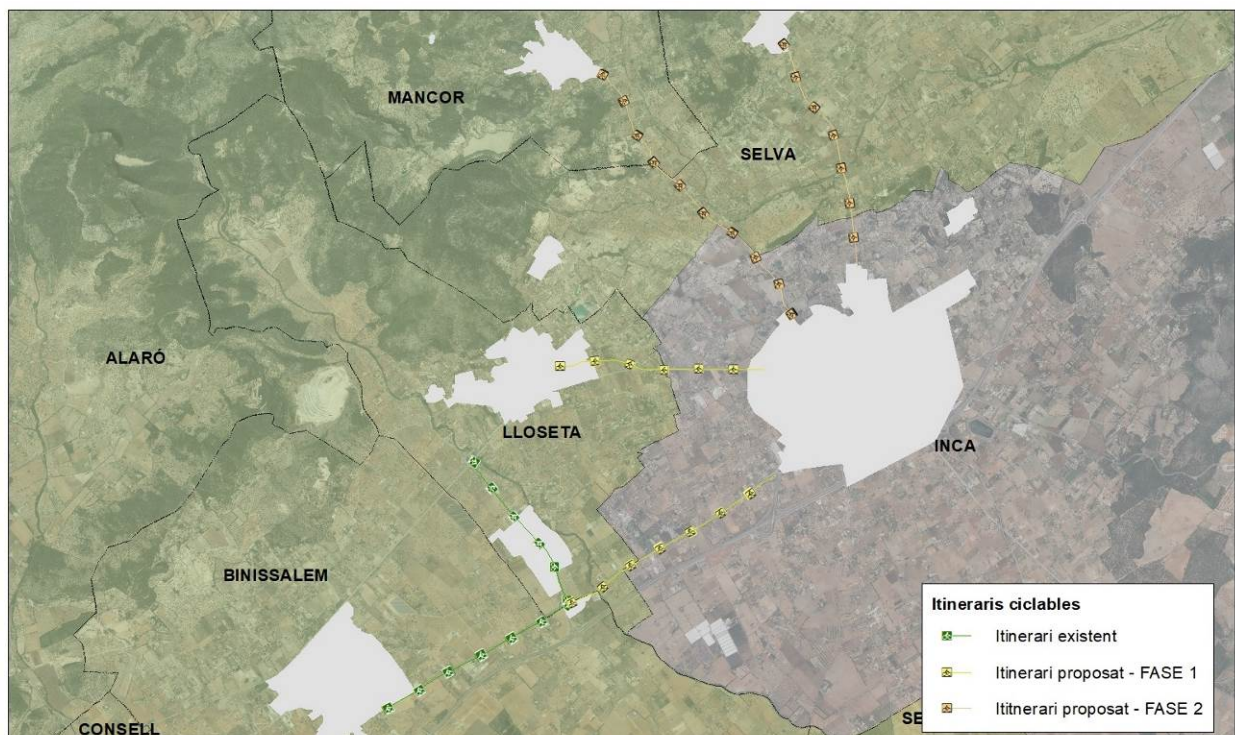 MANCOR
SELVA
ALARÓ
LLOSETA
INCA
BINISSALEM
CONSELL
SE
Itineraris ciclables
Itinerari existent
Itinerari proposat - FASE 1
Ititnerari proposat - FASE 2